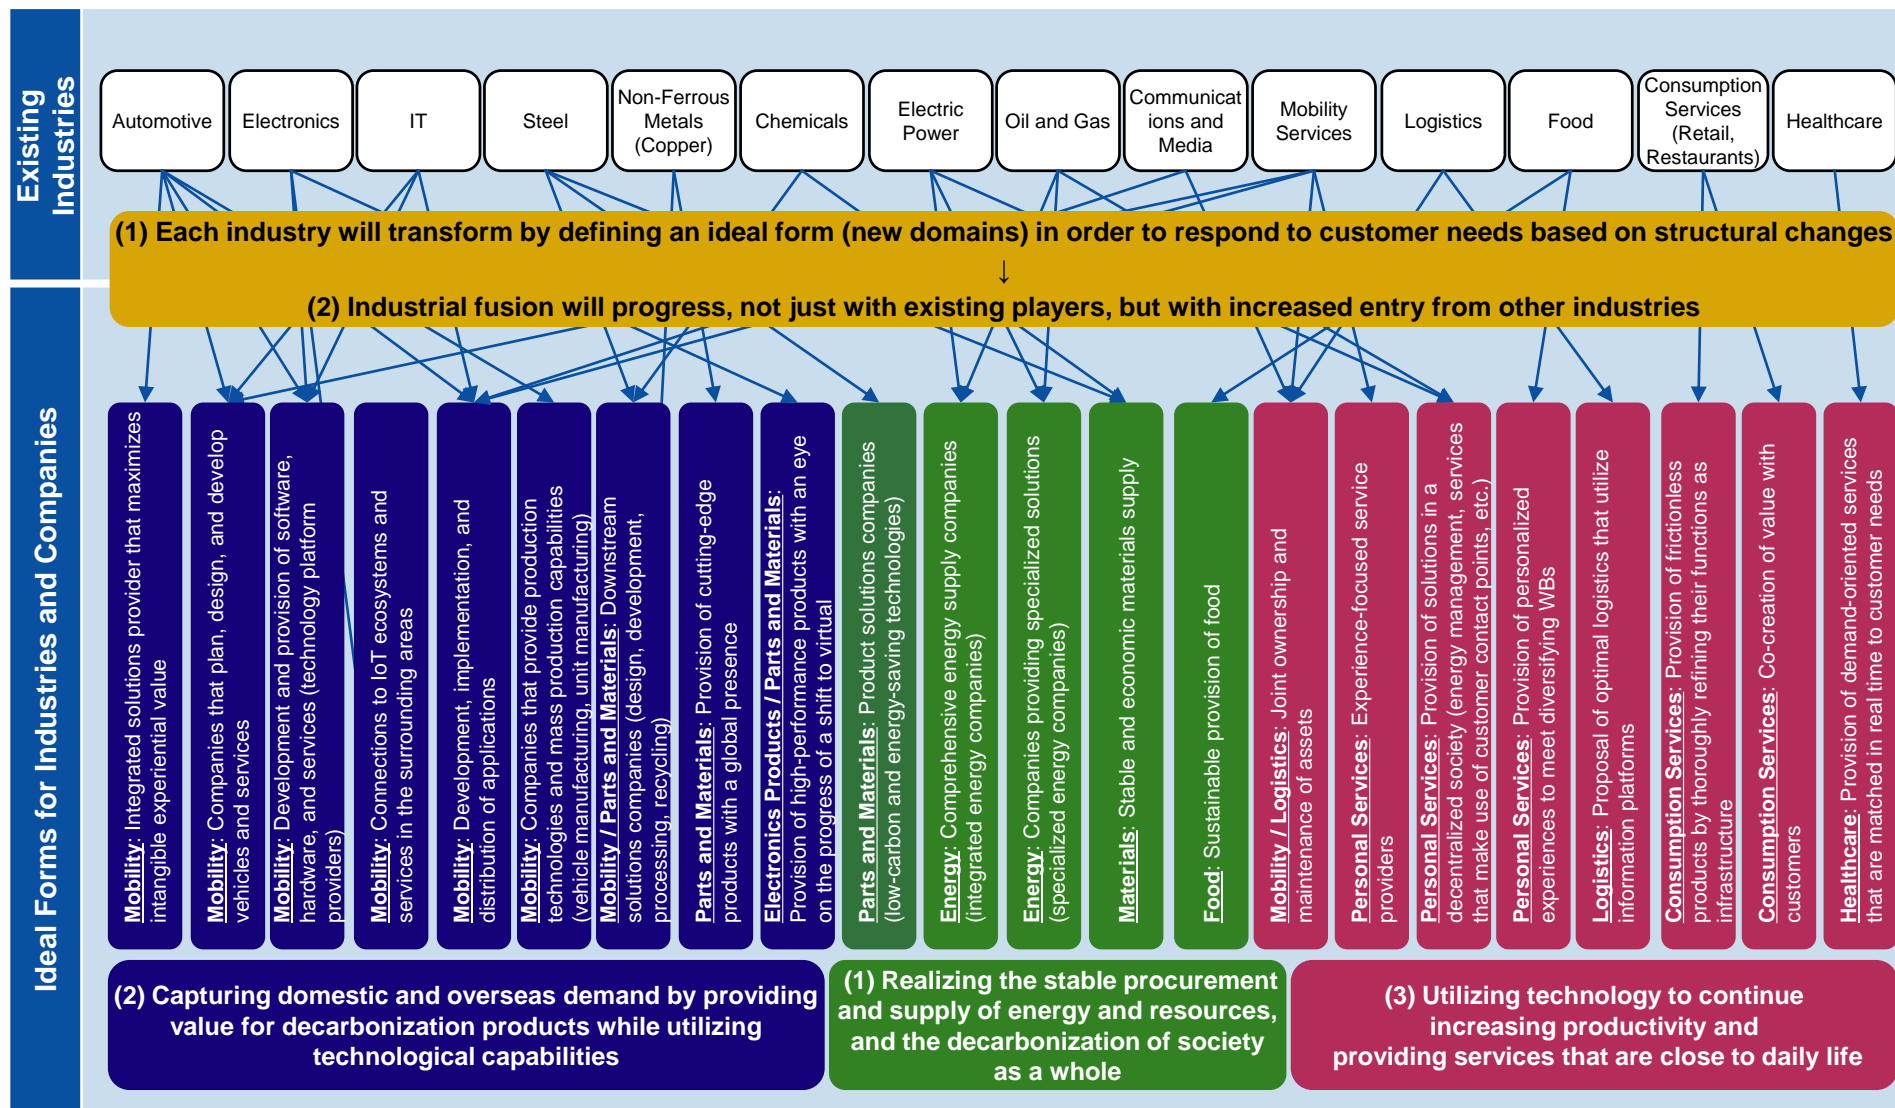 Existing
Industries
Automotive
Electronics
IT
Steel
Non-Ferrous
Metals
(Copper)
Chemicals
Electric
Power
Oil and Gas
Communicat
ions and
Media
Mobility
Services
Logistics
Food
Consumption
Services
(Retail,
Restaurants)
Healthcare
(1) Each industry will transform by defining an ideal form (new domains) in order to respond to customer needs based on structural changes
↓
(2) Industrial fusion will progress, not just with existing players, but with increased entry from other industries
Ideal Forms for Industries and Companies
Mobility: Integrated solutions provider that maximizes
intangible experiential value
Mobility: Companies that plan, design, and develop
vehicles and services
Mobility: Development and provision of software,
hardware, and services (technology platform
providers)
Mobility: Connections to IoT ecosystems and
services in the surrounding areas
Mobility: Development, implementation, and
distribution of applications
Mobility: Companies that provide production
technologies and mass production capabilities
(vehicle manufacturing, unit manufacturing)
Mobility / Parts and Materials: Downstream
solutions companies (design, development,
processing, recycling)
Parts and Materials: Provision of cutting-edge
products with a global presence
Electronics Products / Parts and Materials:
Provision of high-performance products with an eye
on the progress of a shift to virtual
Parts and Materials: Product solutions companies
(low-carbon and energy-saving technologies)
Energy: Comprehensive energy supply companies
(integrated energy companies)
Energy: Companies providing specialized solutions
(specialized energy companies)
Materials: Stable and economic materials supply
Food: Sustainable provision of food
Mobility / Logistics: Joint ownership and
maintenance of assets
Personal Services: Experience-focused service
providers
Personal Services: Provision of solutions in a
decentralized society (energy management, services
that make use of customer contact points, etc.)
Personal Services: Provision of personalized
experiences to meet diversifying WBs
Logistics: Proposal of optimal logistics that utilize
information platforms
Consumption Services: Provision of frictionless
products by thoroughly refining their functions as
infrastructure
Consumption Services: Co-creation of value with
customers
Healthcare: Provision of demand-oriented services
that are matched in real time to customer needs
(2) Capturing domestic and overseas demand by providing
value for decarbonization products while utilizing
technological capabilities
(1) Realizing the stable procurement
and supply of energy and resources,
and the decarbonization of society
as a whole
(3) Utilizing technology to continue
increasing productivity and
providing services that are close to daily life